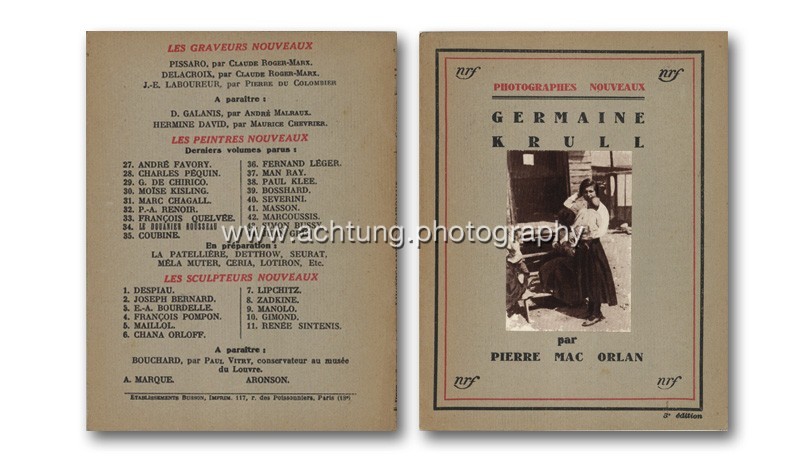 LES GRAVEURS NOUVEAUX
PISSARO, par CLAUDE ROGER-MARX.
DELACROIX, par CLAUDE ROGER-MARX.
J.-E. LABOUREUR, par PIERRE DU COLOMBIER
A paraître :
D. GALANIS, par ANDRÉ MALRAUX.
HERMINE DAVID, par MAURICE CHEVRIER.
LES PEINTRES NOUVEAUX
Derniers volumes parus :
27. ANDRÉ FAVORY.
28. CHARLES PÉQUIN.
29. G. DE CHIRICO.
30. MOÏSE KISLING.
31. MARC CHAGALL.
32. P.-A. RENOIR.
33. FRANÇOIS QUELVÉE.
34. LE DOUANIER ROUSSEAU
35. COUBINE.
36. FERNAND LÉGER.
37. MAN RAY.
38. PAUL KLEE.
39. BOSSHARD.
40. SEVERINI.
41. MASSON.
42. MARCOUSSIS.
43. SIMON BUSSY.
En préparation :
LA PATELLIÈRE, DETTHOW, SEURAT,
MÉLA MUTER, CERIA, LOTIRON, Etc.
LES SCULPTEURS NOUVEAUX
1. DESPIAU.
2. JOSEPH BERNARD.
3. E.-A. BOURDELLE.
4. FRANÇOIS POMPON.
5. MAILLOL.
6. CHANA ORLOFF.
7. LIPCHITZ.
8. ZADKINE.
9. MANOLO.
10. GIMOND.
11. RENÉE SINTENIS.
A paraître :
BOUCHARD, par PAUL VITRY, conservateur au musée
du Louvre.
A. MARQUE. ARONSON.
ÉTABLISSEMENTS BUSSON, IMPRIM. 117, r. des Poissonniers, Paris (18e)
nrf nrf
PHOTOGRAPHES NOUVEAUX
GERMAINE
KRULL
par
PIERRE MAC ORLAN
nrf nrf
3e édition
www.achtung.photography